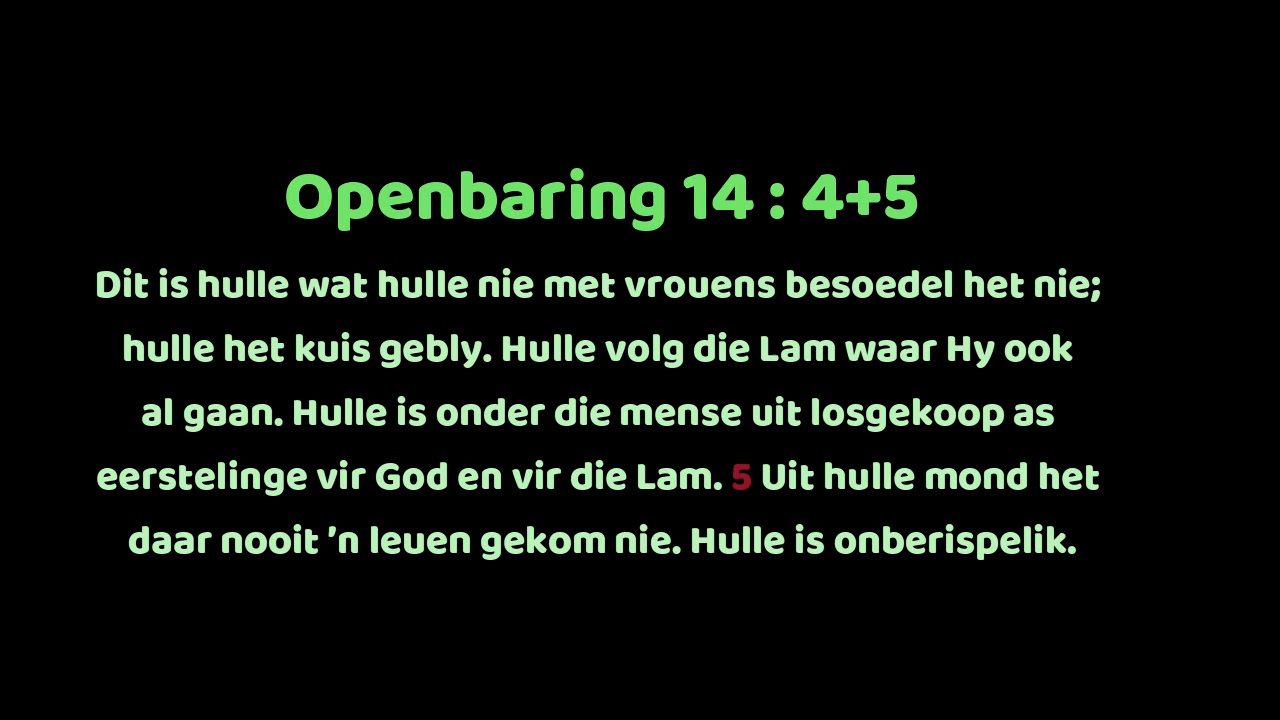 Openbaring 14 : 4+5
Dit is hulle wat hulle nie met vrouens besoedel het nie;
hulle het kuis gebly. Hulle volg die Lam waar Hy ook
al gaan. Hulle is onder die mense uit losgekoop as
eerstelinge vir God en vir die Lam. 5 Uit hulle mond het
daar nooit ’n leuen gekom nie. Hulle is onberispelik.